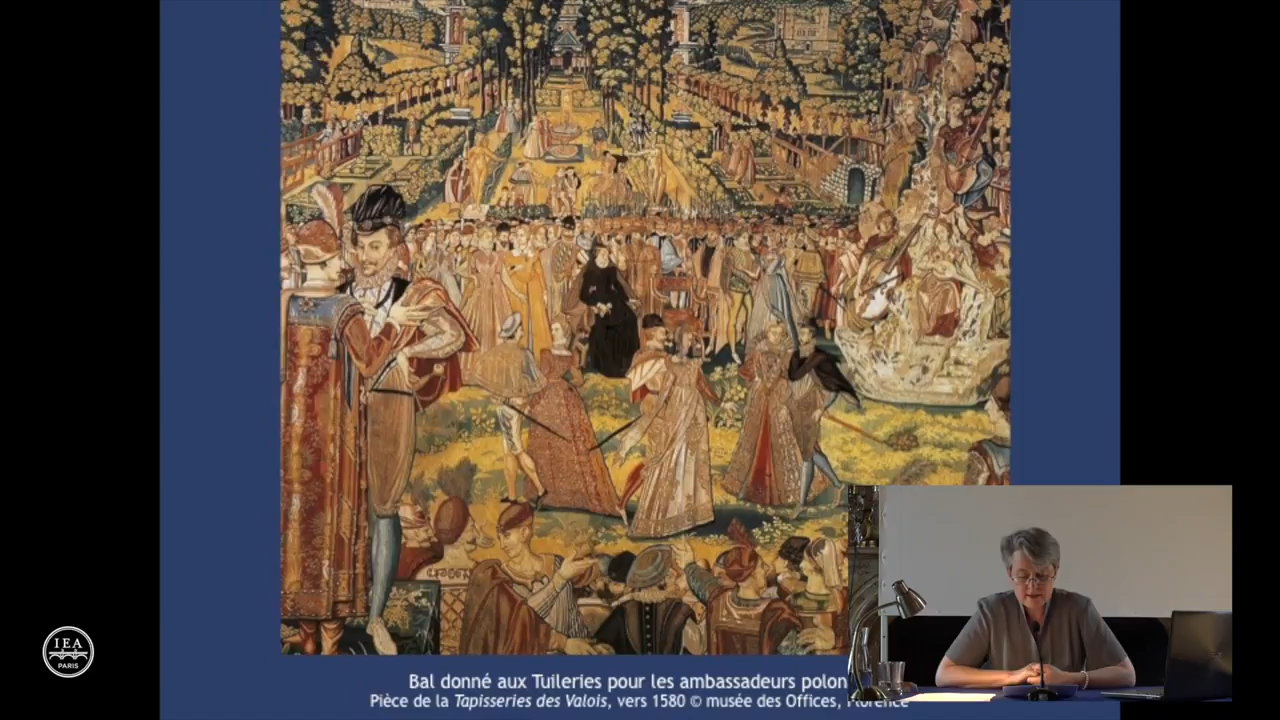 IEA
PARIS
Bal donné aux Tuileries pour les ambassadeurs polon
Pièce de la Tapisseries des Valois, vers 1580 © musée des Offices, Florence